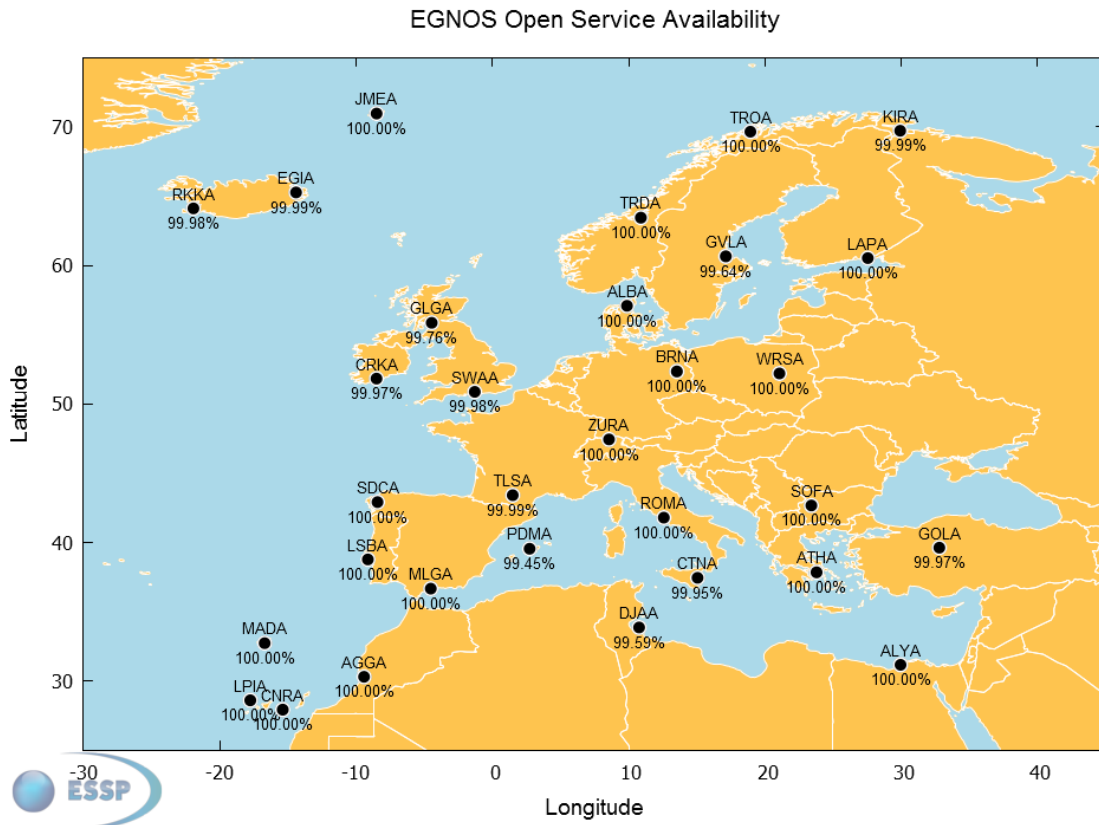 EGNOS Open Service Availability
JMEA
100.00%
TROA
100.00%
KIRA
99.99%
EGIA
99.99%
RKKA
99.98%
TRDA
100.00%
GVLA
99.64%
LAPA
100.00%
ALBA
100.00%
GLGA
99.76%
CRKA
99.97%
SWAA
99.98%
BRNA
100.00%
WRSA
100.00%
ZURA
100.00%
TLSA
99.99%
SDCA
100.00%
ROMA
100.00%
SOFA
100.00%
PDMA
99.45%
LSBA
100.00%
GOLA
99.97%
CTNA
99.95%
ATHA
100.00%
MLGA
100.00%
DJAA
99.59%
MADA
100.00%
AGGA
100.00%
ALYA
100.00%
LPIA
100.00%
CNRA
100.00%
70
60
50
40
30
Latitude
-30 -20 -10 0 10 20 30 40
Longitude
ESSP